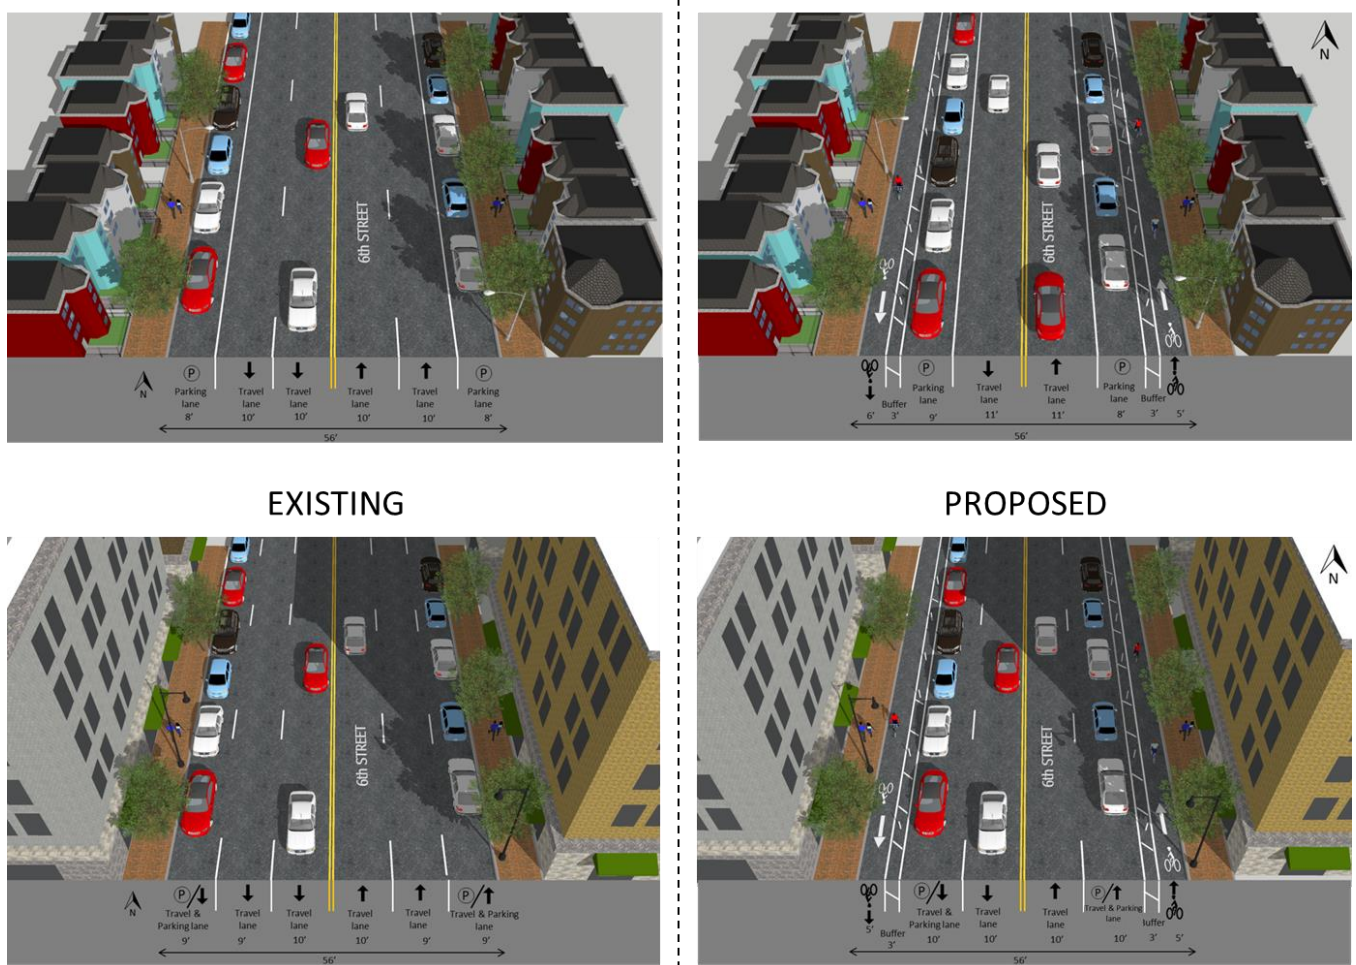 N
6th STREET
P P
N Parking Travel Travel Travel Travel Parking
lane lane lane lane lane lane
8' 10' 10' 10' 10' 8'
56'
N
6th STREET
P P
Parking Travel Travel Parking
Buffer lane lane lane lane Buffer
6' 3' 9' 11' 11' 8' 3' 5'
56'
EXISTING PROPOSED
6th STREET
P/ P/
N Travel & Travel Travel Travel Travel Travel & Parking
Parking lane lane lane lane lane lane
9' 9' 10' 10' 9' 9'
56'
N
6th STREET
P/ P/
Travel & Travel Travel Travel & Parking
5' Parking lane lane lane lane Buffer
Buffer 10' 10' 10' 10' 3' 5'
3'
56'